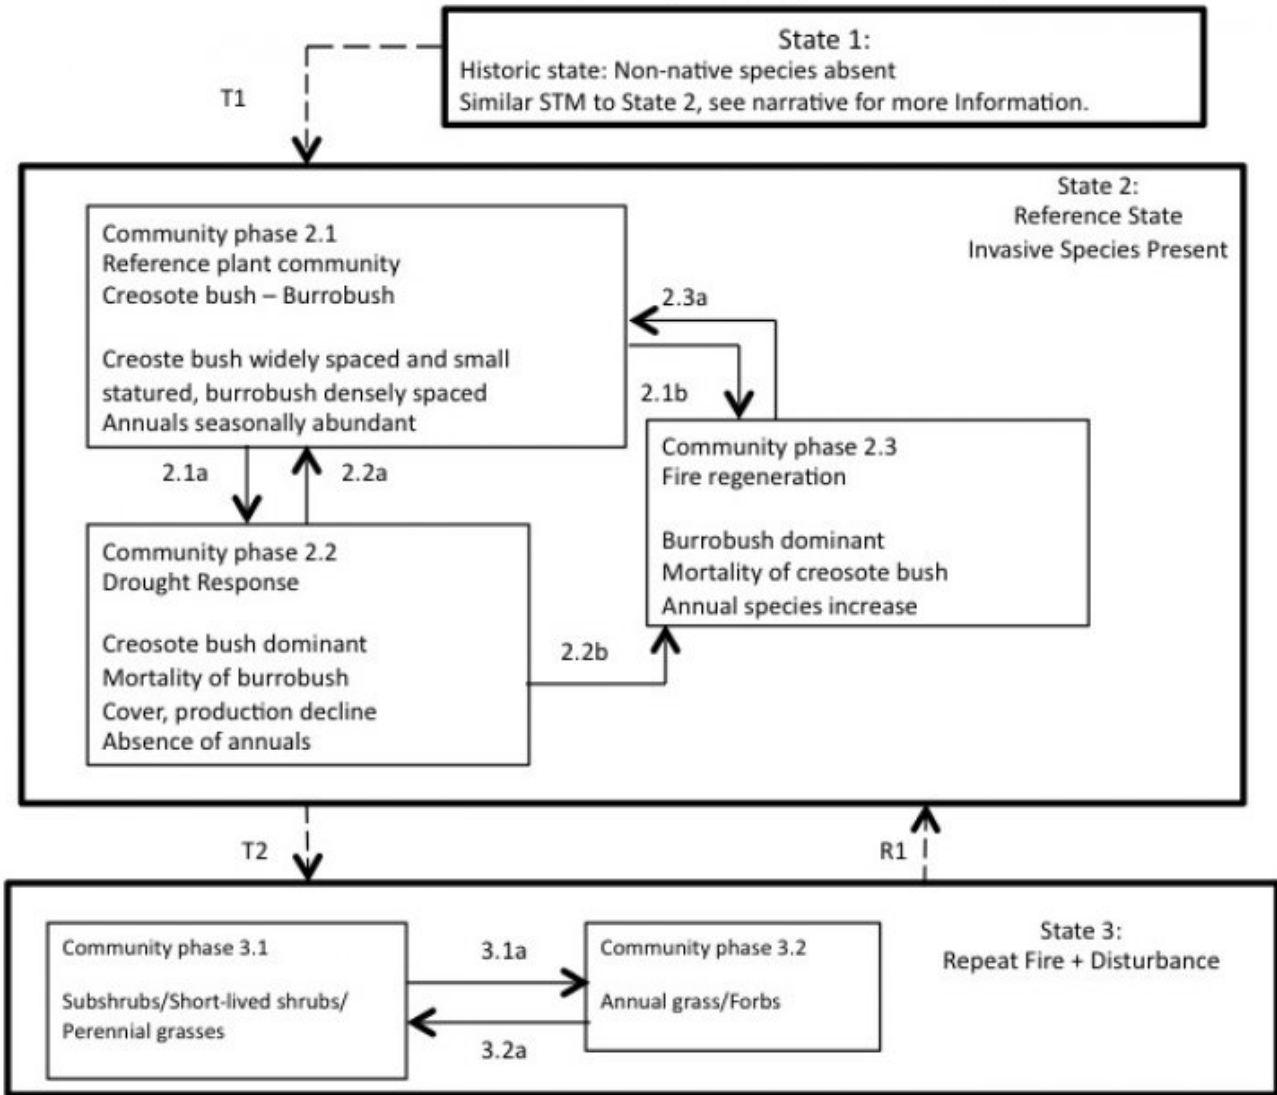 State 1:
Historic state: Non-native species absent
Similar STM to State 2, see narrative for more Information.
T1
State 2:
Reference State
Invasive Species Present
Community phase 2.1
Reference plant community
Creosote bush – Burrobush
Creoste bush widely spaced and small
statured, burrobush densely spaced
Annuals seasonally abundant
2.3a
2.1b
2.1a
2.2a
Community phase 2.3
Fire regeneration
Burrobush dominant
Mortality of creosote bush
Annual species increase
Community phase 2.2
Drought Response
Creosote bush dominant
Mortality of burrobush
Cover, production decline
Absence of annuals
2.2b
T2
R1
State 3:
Repeat Fire + Disturbance
Community phase 3.1
Subshrubs/Short-lived shrubs/
Perennial grasses
3.1a
3.2a
Community phase 3.2
Annual grass/Forbs